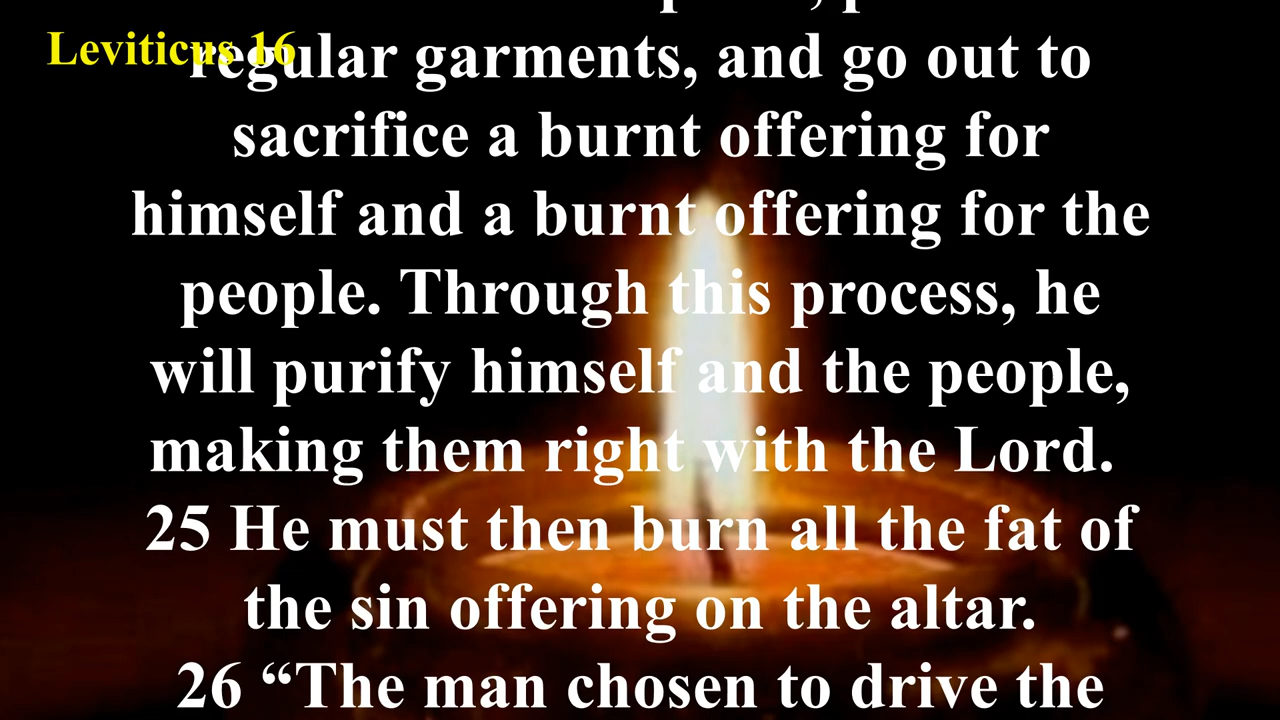 Leviticus 16
regular garments, and go out to
sacrifice a burnt offering for
himself and a burnt offering for the
people. Through this process, he
will purify himself and the people,
making them right with the Lord.
25 He must then burn all the fat of
the sin offering on the altar.
26 “The man chosen to drive the